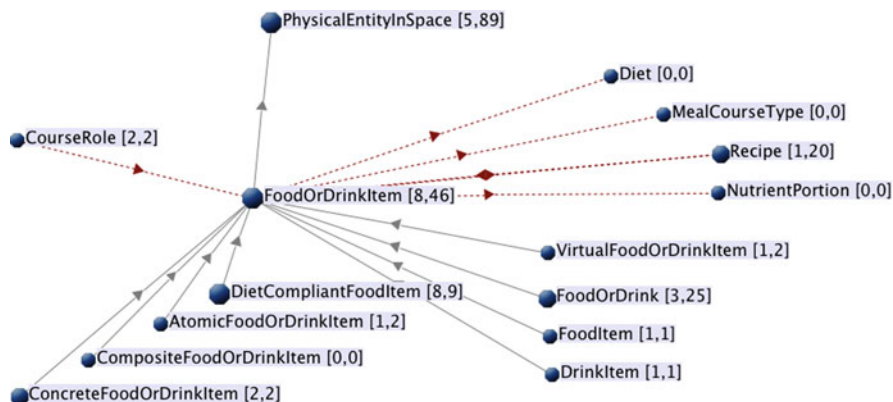 PhysicalEntityInSpace [5,89]
Diet [0,0]
MealCourseType [0,0]
CourseRole [2,2]
Recipe [1,20]
FoodOrDrinkItem [8,46]
NutrientPortion [0,0]
VirtualFoodOrDrinkItem [1,2]
DietCompliantFoodItem [8,9]
FoodOrDrink [3,25]
AtomicFoodOrDrinkItem [1,2]
FoodItem [1,1]
CompositeFoodOrDrinkItem [0,0]
DrinkItem [1,1]
ConcreteFoodOrDrinkItem [2,2]